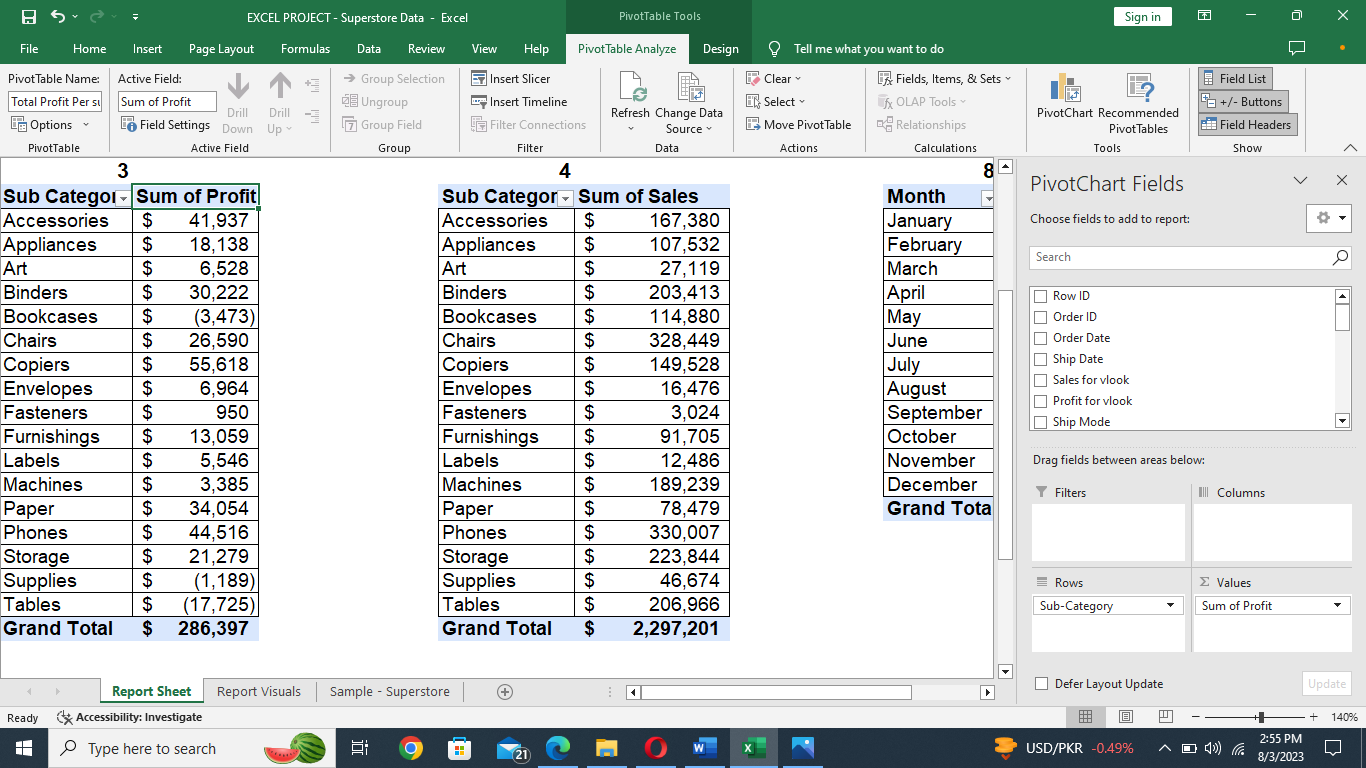 EXCEL PROJECT - Superstore Data - Excel
PivotTable Tools
Sign in
File Home Insert Page Layout Formulas Data Review View Help PivotTable Analyze Design Tell me what you want to do
PivotTable Name:
Total Profit Per su
Options
PivotTable
Active Field:
Sum of Profit
Field Settings
Drill Down
Drill Up
Active Field
Group Selection
Ungroup
Group Field
Group
Insert Slicer
Insert Timeline
Filter Connections
Filter
Refresh
Change Data Source
Data
Clear
Select
Move PivotTable
Actions
Fields, Items, & Sets
OLAP Tools
Relationships
Calculations
PivotChart
Recommended PivotTables
Tools
Field List
+/- Buttons
Field Headers
Show
3
Sub Categor Sum of Profit
Accessories $ 41,937
Appliances $ 18,138
Art $ 6,528
Binders $ 30,222
Bookcases $ (3,473)
Chairs $ 26,590
Copiers $ 55,618
Envelopes $ 6,964
Fasteners $ 950
Furnishings $ 13,059
Labels $ 5,546
Machines $ 3,385
Paper $ 34,054
Phones $ 44,516
Storage $ 21,279
Supplies $ (1,189)
Tables $ (17,725)
Grand Total $ 286,397
4
Sub Categor Sum of Sales
Accessories $ 167,380
Appliances $ 107,532
Art $ 27,119
Binders $ 203,413
Bookcases $ 114,880
Chairs $ 328,449
Copiers $ 149,528
Envelopes $ 16,476
Fasteners $ 3,024
Furnishings $ 91,705
Labels $ 12,486
Machines $ 189,239
Paper $ 78,479
Phones $ 330,007
Storage $ 223,844
Supplies $ 46,674
Tables $ 206,966
Grand Total $ 2,297,201
8
Month
January
February
March
April
May
June
July
August
September
October
November
December
Grand Tota
PivotChart Fields
Choose fields to add to report:
Search
Row ID
Order ID
Order Date
Ship Date
Sales for vlook
Profit for vlook
Ship Mode
Drag fields between areas below:
Filters
Columns
Rows
Σ Values
Sub-Category
Sum of Profit
Defer Layout Update
Update
Report Sheet Report Visuals Sample - Superstore
Ready Accessibility: Investigate
140%
Type here to search
21
USD/PKR -0.49%
2:55 PM
8/3/2023